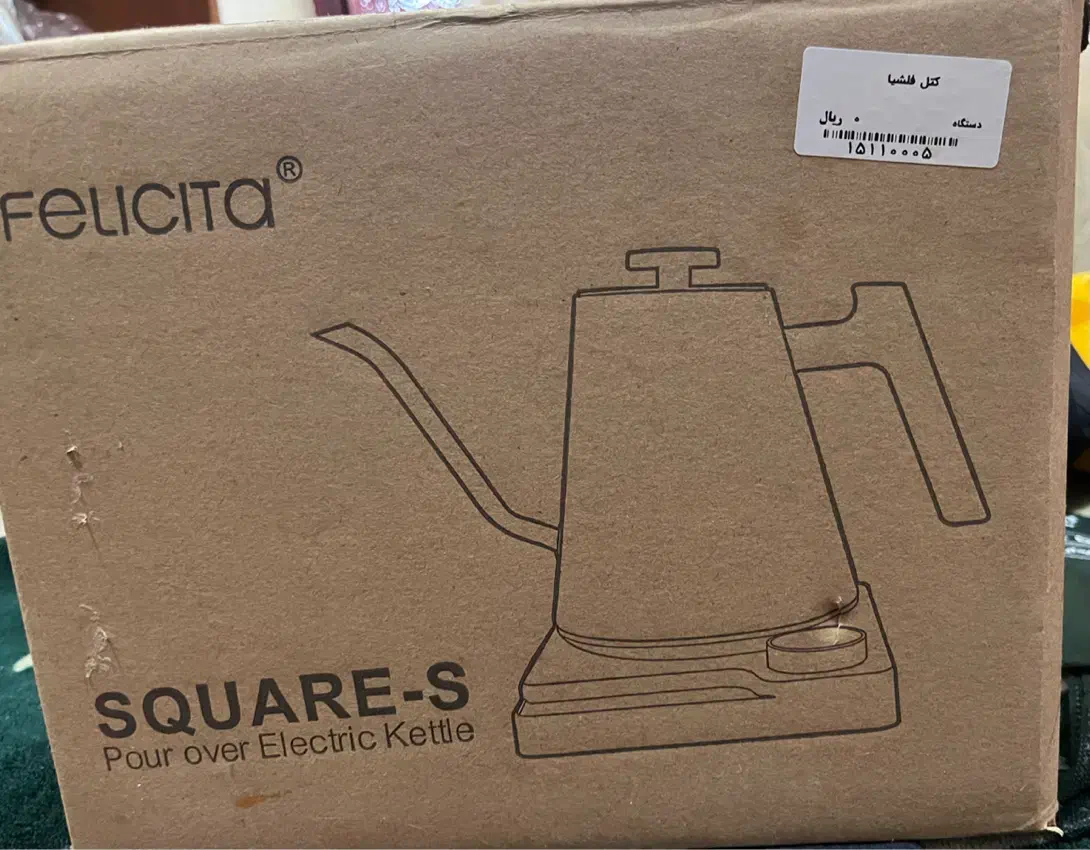 کتل فلشیا
دستگاه ۰ ریال
۱۵۱۱۰۰۰۵
FELICITa®
SQUARE-S
Pour over Electric Kettle